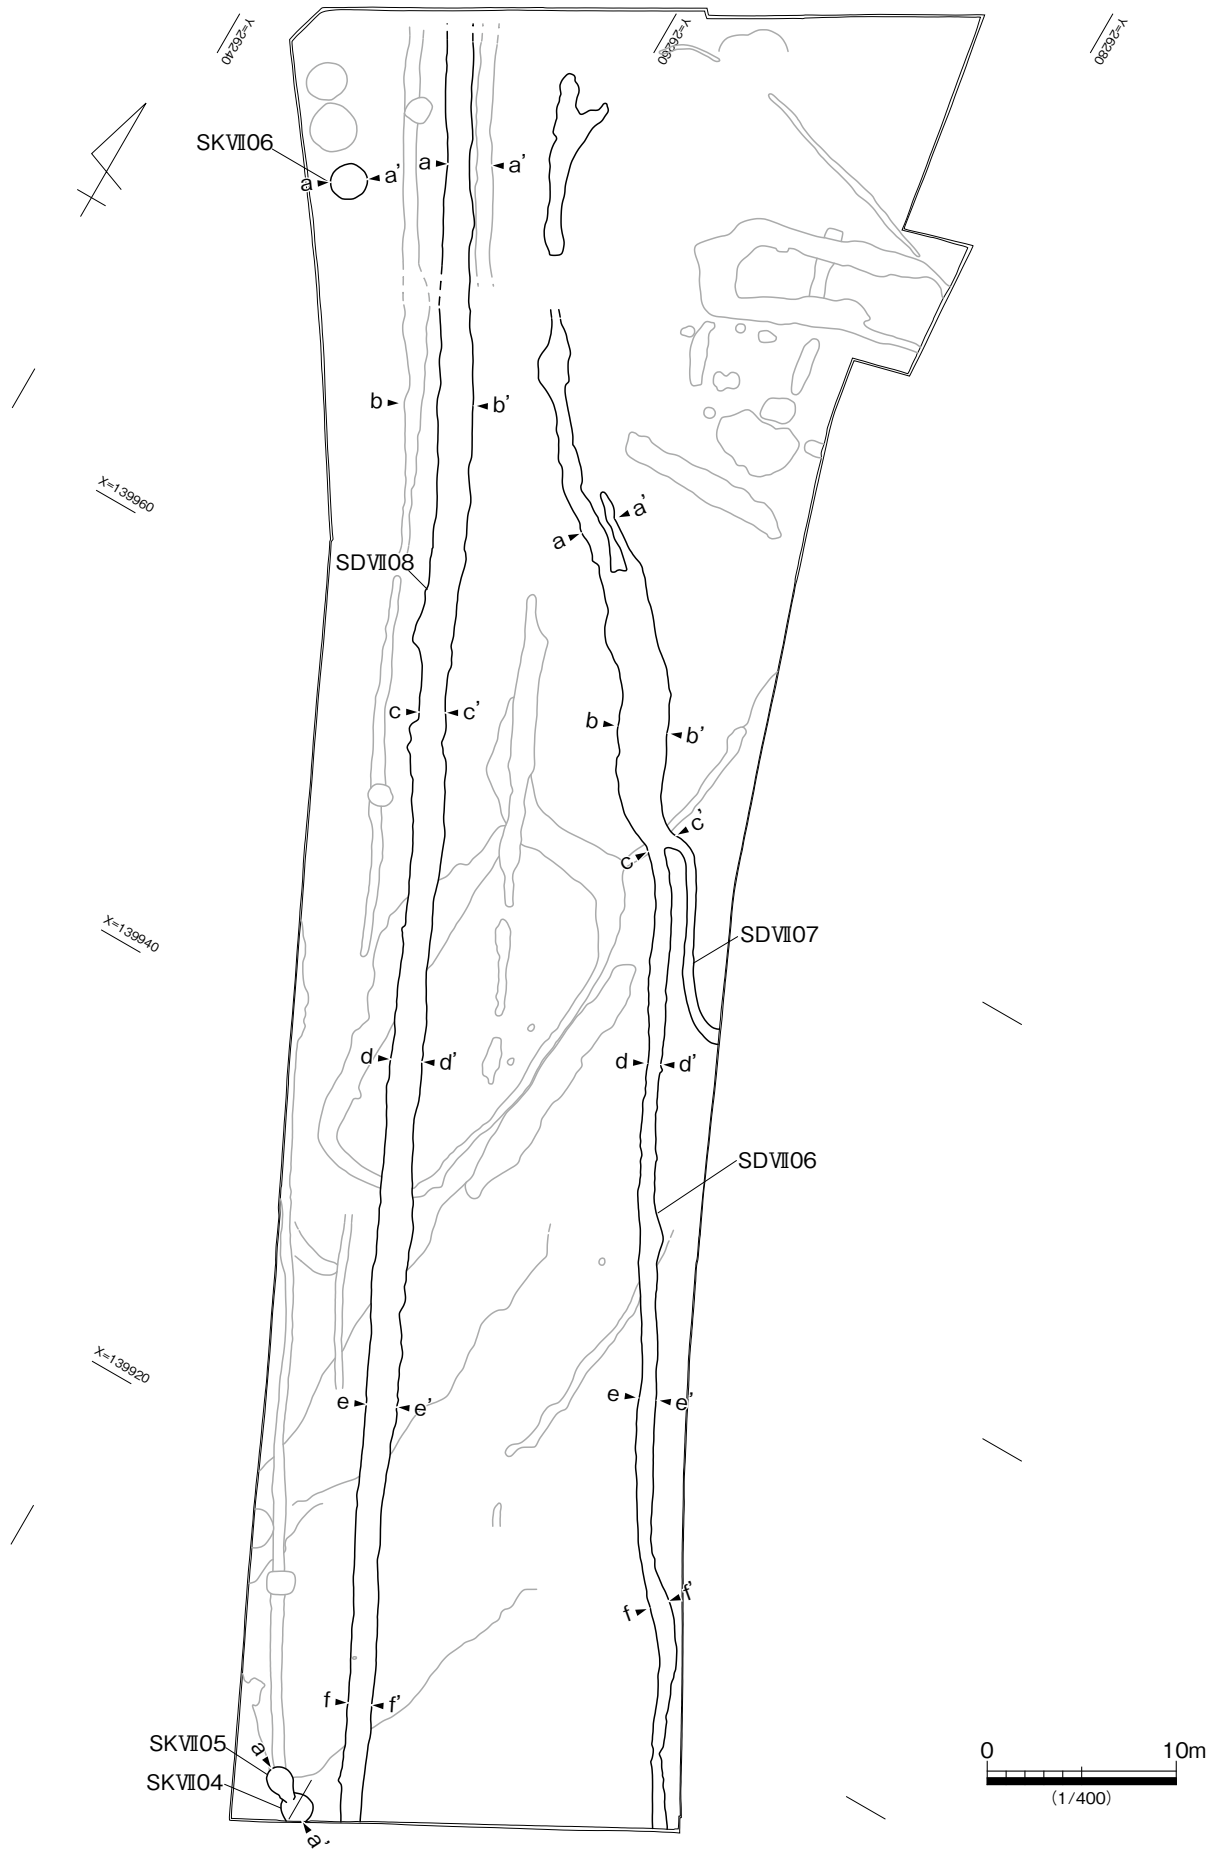 Y=26240
Y=26260
Y=26280
SKⅦ06
a a'
a a'
b b'
a a'
X=139960
SDⅦ08
c c'
b b'
c c'
X=139940
SDⅦ07
d d'
d d'
SDⅦ06
X=139920
e e'
e e'
f f'
f f'
SKⅦ05
a
SKⅦ04
a'
0 10m
(1/400)